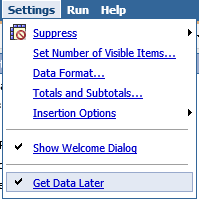 Settings Run Help
Suppress
Set Number of Visible Items...
Data Format...
Totals and Subtotals...
Insertion Options
Show Welcome Dialog
Get Data Later